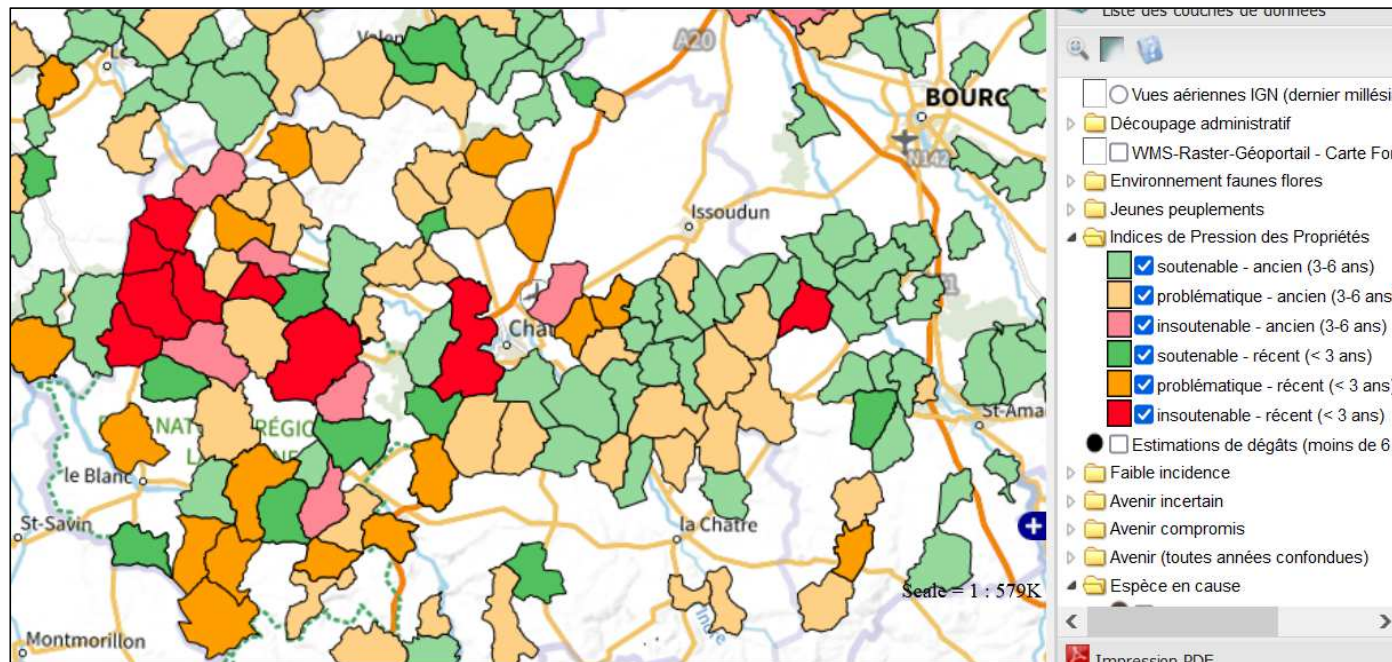 Liste des couches de données
A20
BOURG
N142
Issoudun
le Blanc
St-Savin
la Châtre
Indre
Montmorillon
Scale = 1 : 579K
Vues aériennes IGN (dernier millési
Découpage administratif
WMS-Raster-Géoportail - Carte For
Environnement faunes flores
Jeunes peuplements
Indices de Pression des Propriétés
soutenable - ancien (3-6 ans)
problématique - ancien (3-6 ans
insoutenable - ancien (3-6 ans)
soutenable - récent (< 3 ans)
problématique - récent (< 3 ans)
insoutenable - récent (< 3 ans)
Estimations de dégâts (moins de 6
Faible incidence
Avenir incertain
Avenir compromis
Avenir (toutes années confondues)
Espèce en cause
Impression PDF